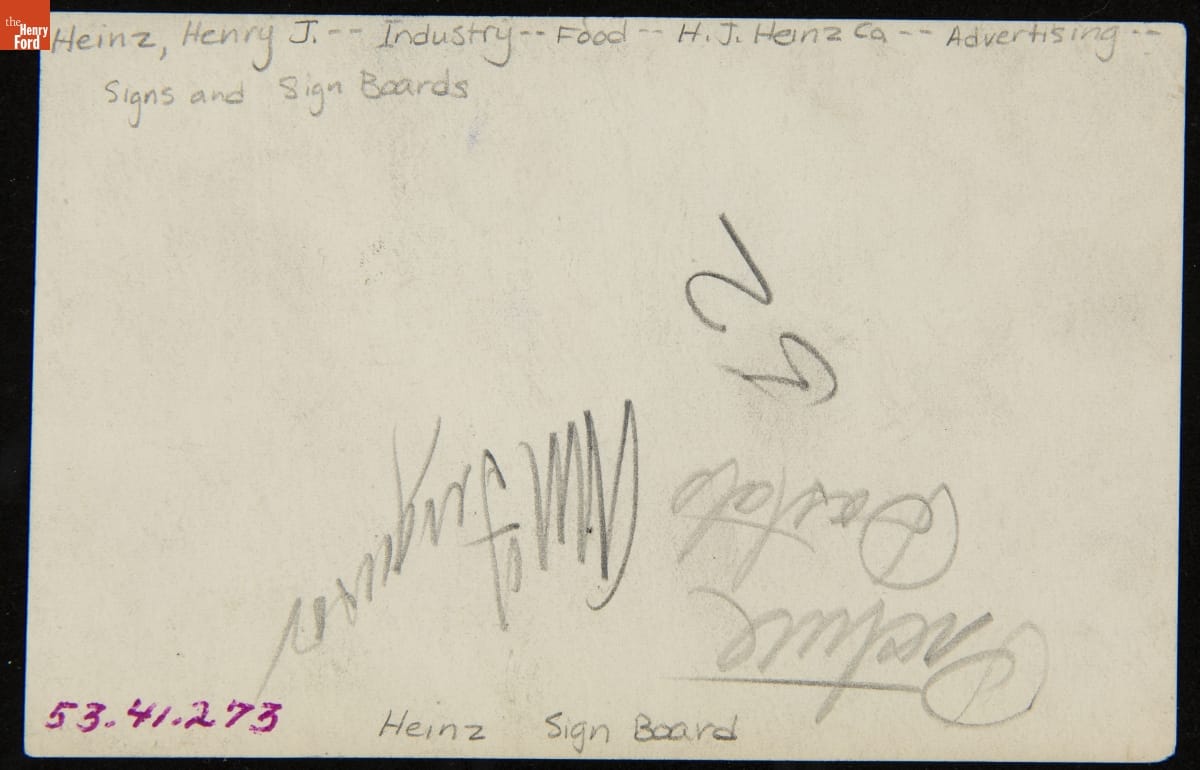 the
Henry
Ford
Heinz, Henry J. -- Industry -- Food -- H. J. Heinz Co -- Advertising --
Signs and Sign Boards
Picture
53.41.273
Heinz Sign Board